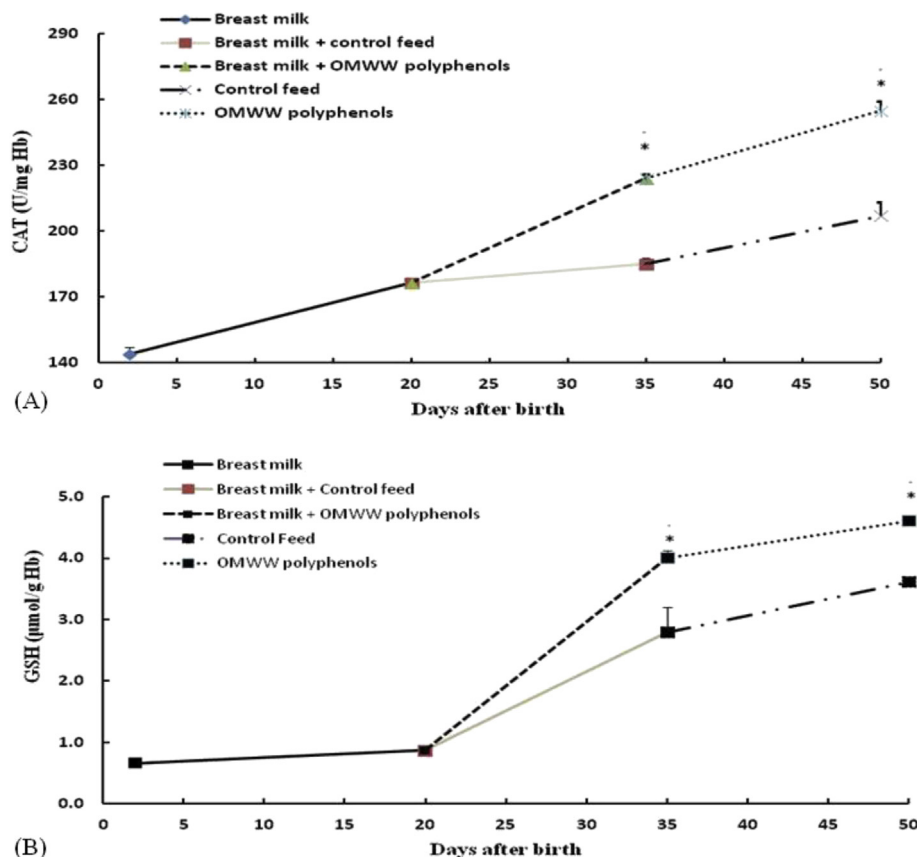 Breast milk
Breast milk + control feed
Breast milk + OMWW polyphenols
Control feed
OMWW polyphenols
CAT (U/mg Hb)
290
260
230
200
170
140
*
*
0 5 10 15 20 25 30 35 40 45 50
Days after birth
(A)
Breast milk
Breast milk + Control feed
Breast milk + OMWW polyphenols
Control Feed
OMWW polyphenols
GSH (µmol/g Hb)
5.0
4.0
3.0
2.0
1.0
0.0
*
*
0 5 10 15 20 25 30 35 40 45 50
Days after birth
(B)